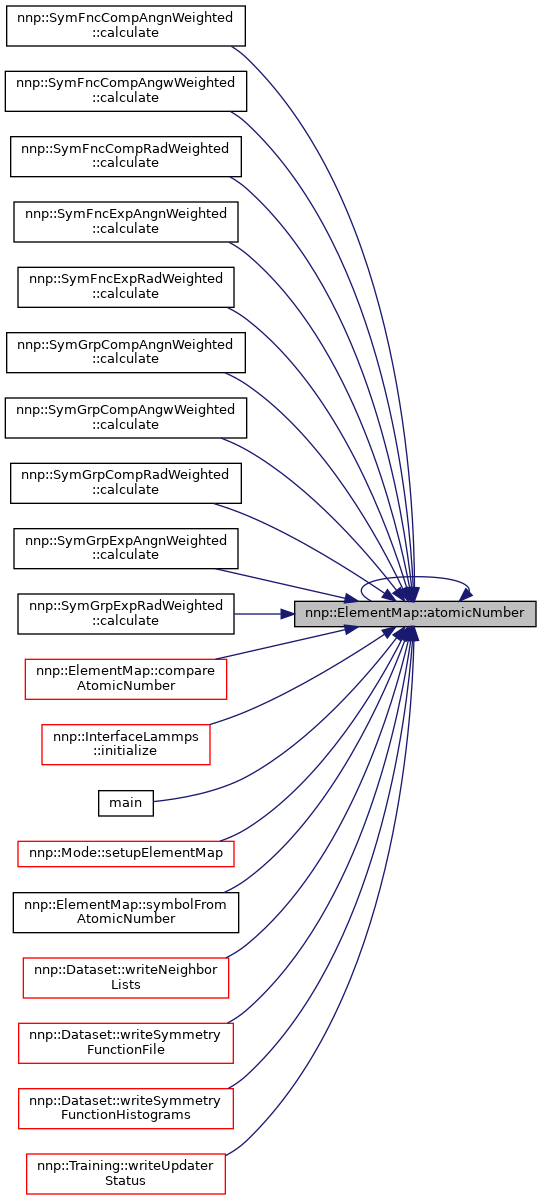 nnp::SymFncCompAngnWeighted
::calculate
nnp::SymFncCompAngwWeighted
::calculate
nnp::SymFncCompRadWeighted
::calculate
nnp::SymFncExpAngnWeighted
::calculate
nnp::SymFncExpRadWeighted
::calculate
nnp::SymGrpCompAngnWeighted
::calculate
nnp::SymGrpCompAngwWeighted
::calculate
nnp::SymGrpCompRadWeighted
::calculate
nnp::SymGrpExpAngnWeighted
::calculate
nnp::SymGrpExpRadWeighted
::calculate
nnp::ElementMap::atomicNumber
nnp::ElementMap::compare
AtomicNumber
nnp::InterfaceLammps
::initialize
main
nnp::Mode::setupElementMap
nnp::ElementMap::symbolFrom
AtomicNumber
nnp::Dataset::writeNeighbor
Lists
nnp::Dataset::writeSymmetry
FunctionFile
nnp::Dataset::writeSymmetry
FunctionHistograms
nnp::Training::writeUpdater
Status